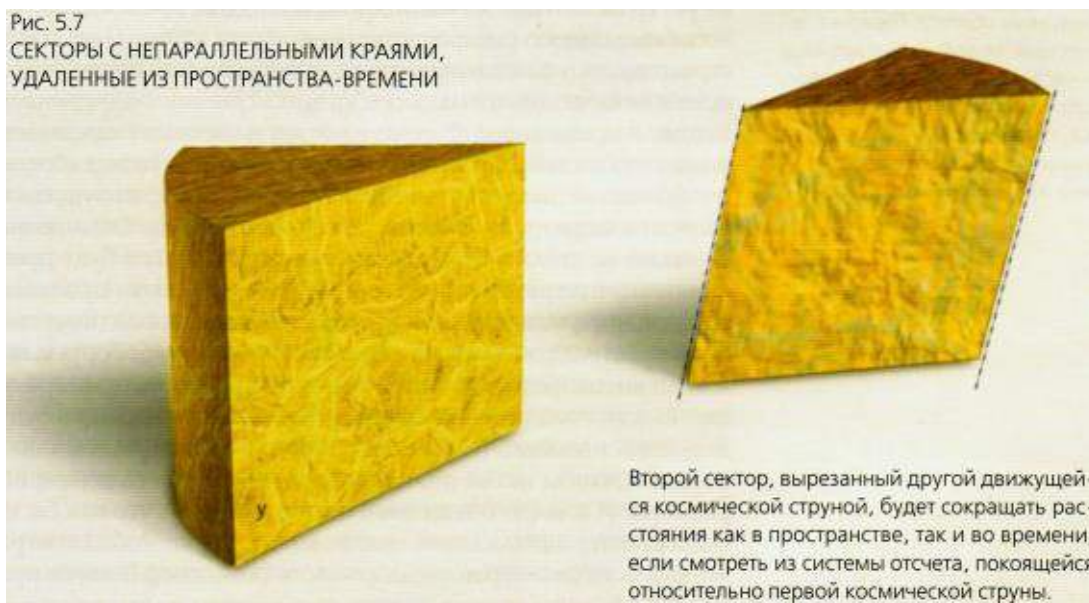 Рис. 5.7
СЕКТОРЫ С НЕПАРАЛЛЕЛЬНЫМИ КРАЯМИ,
УДАЛЕННЫЕ ИЗ ПРОСТРАНСТВА-ВРЕМЕНИ
y
Второй сектор, вырезанный другой движущей-
ся космической струной, будет сокращать рас-
стояния как в пространстве, так и во времени
если смотреть из системы отсчета, покоящейся
относительно первой космической струны.